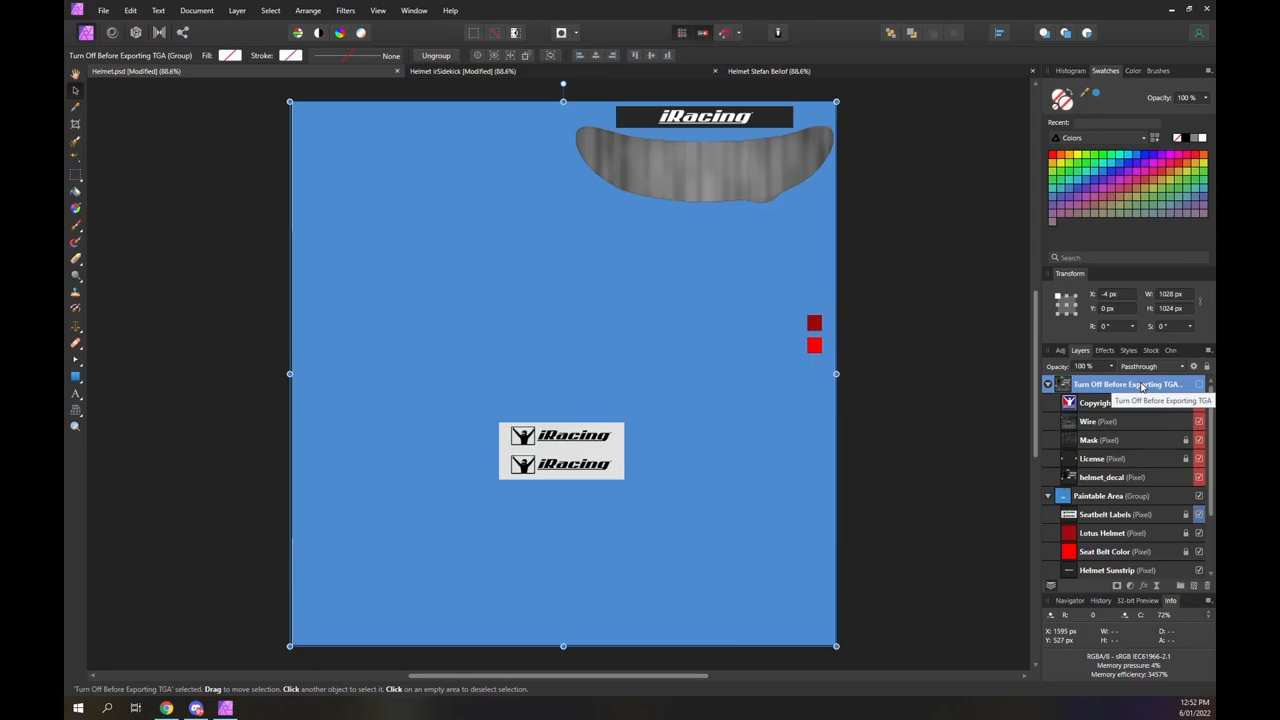 File Edit Text Document Layer Select Arrange Filters View Window Help
Turn Off Before Exporting TGA (Group) Fill: Stroke: None Ungroup
Helmet.psd [Modified] (88.6%) Helmet irSidekick [Modified] (88.6%) Helmet Stefan Bellof (88.6%)
Histogram Swatches Color Brushes
Opacity: 100 %
Recent:
Colors
Search
Transform
X: -4 px W: 1028 px
Y: 0 px H: 1024 px
R: 0 ° S: 0 °
Adj Layers Effects Styles Stock Chn
Opacity: 100 % Passthrough
Turn Off Before Exporting TGA...
Copyrigh
Turn Off Before Exporting TGA
Wire (Pixel)
Mask (Pixel)
License (Pixel)
helmet_decal (Pixel)
Paintable Area (Group)
Seatbelt Labels (Pixel)
Lotus Helmet (Pixel)
Seat Belt Color (Pixel)
Helmet Sunstrip (Pixel)
Navigator History 32-bit Preview Info
R: 0 C: 72%
X: 1595 px W: - - D: - -
Y: 527 px H: - - A: - -
RGBA/8 - sRGB IEC61966-2.1
Memory pressure: 4%
Memory efficiency: 3457%
iRacing
iRacing
iRacing
'Turn Off Before Exporting TGA' selected. Drag to move selection. Click another object to select it. Click on an empty area to deselect selection.
12:52 PM
6/01/2022